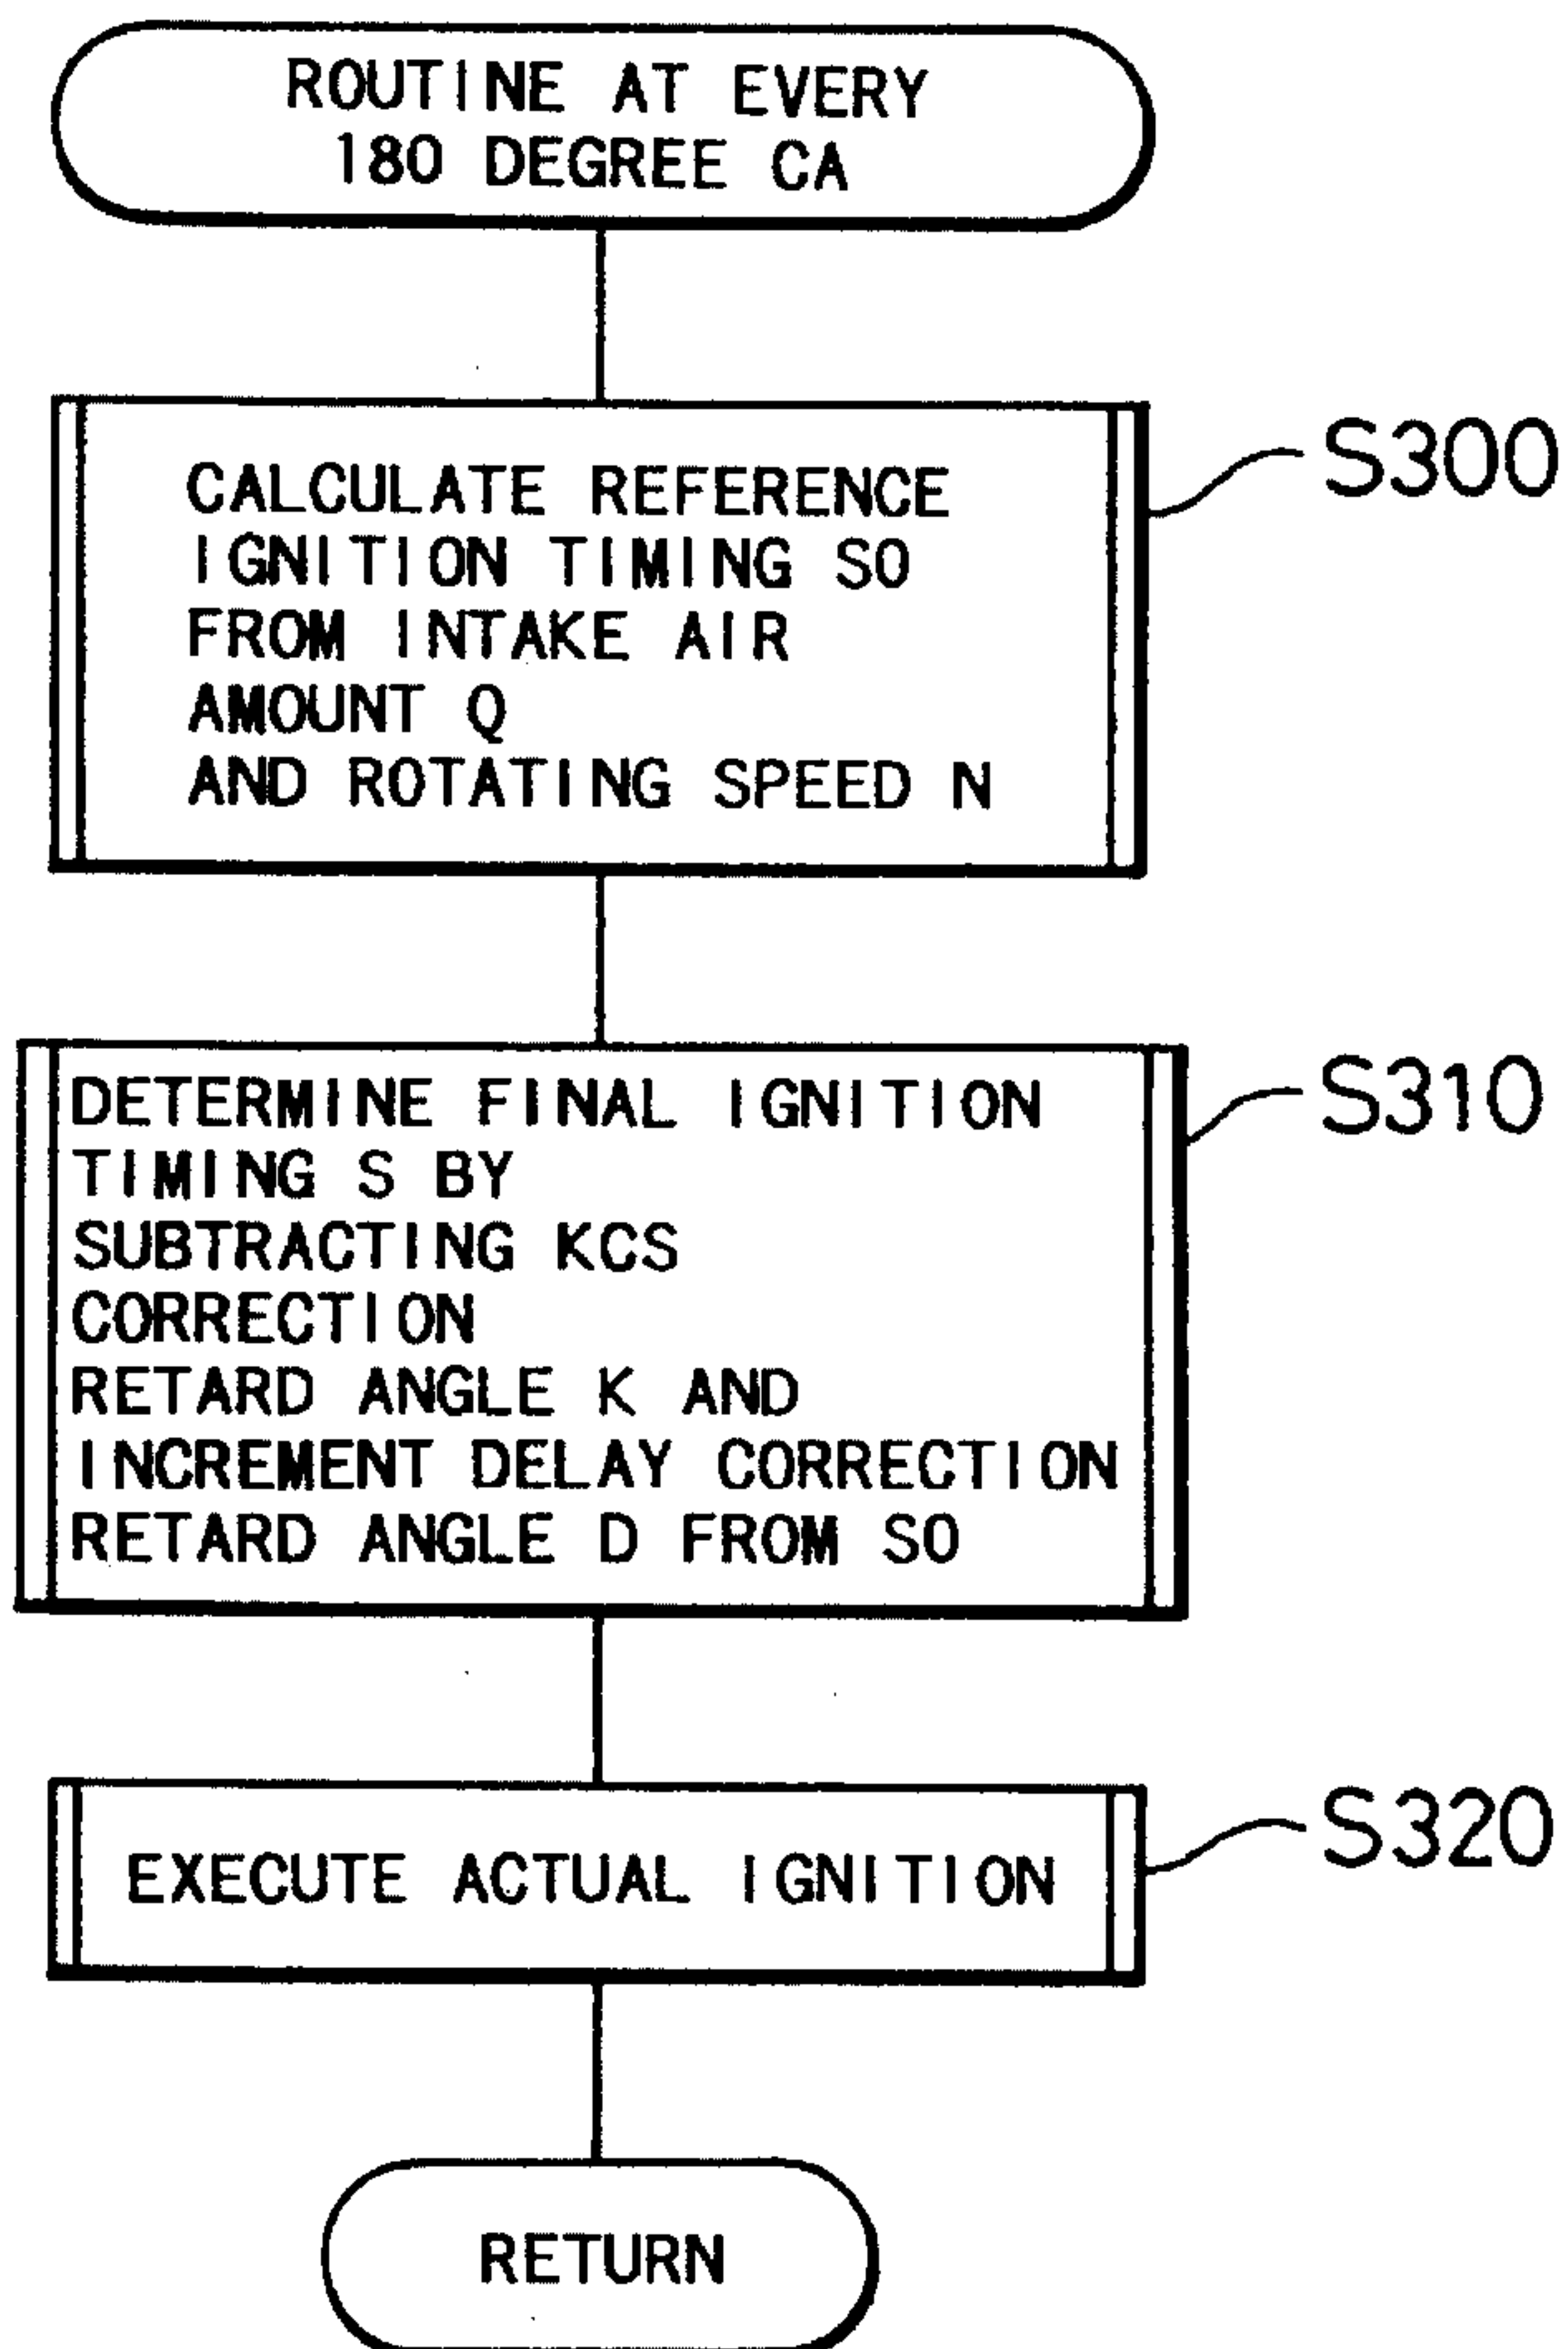 ROUTINE AT EVERY
180 DEGREE CA
S300
CALCULATE REFERENCE
IGNITION TIMING SO
FROM INTAKE AIR
AMOUNT Q
AND ROTATING SPEED N
S310
DETERMINE FINAL IGNITION
TIMING S BY
SUBTRACTING KCS
CORRECTION
RETARD ANGLE K AND
INCREMENT DELAY CORRECTION
RETARD ANGLE D FROM SO
S320
EXECUTE ACTUAL IGNITION
RETURN